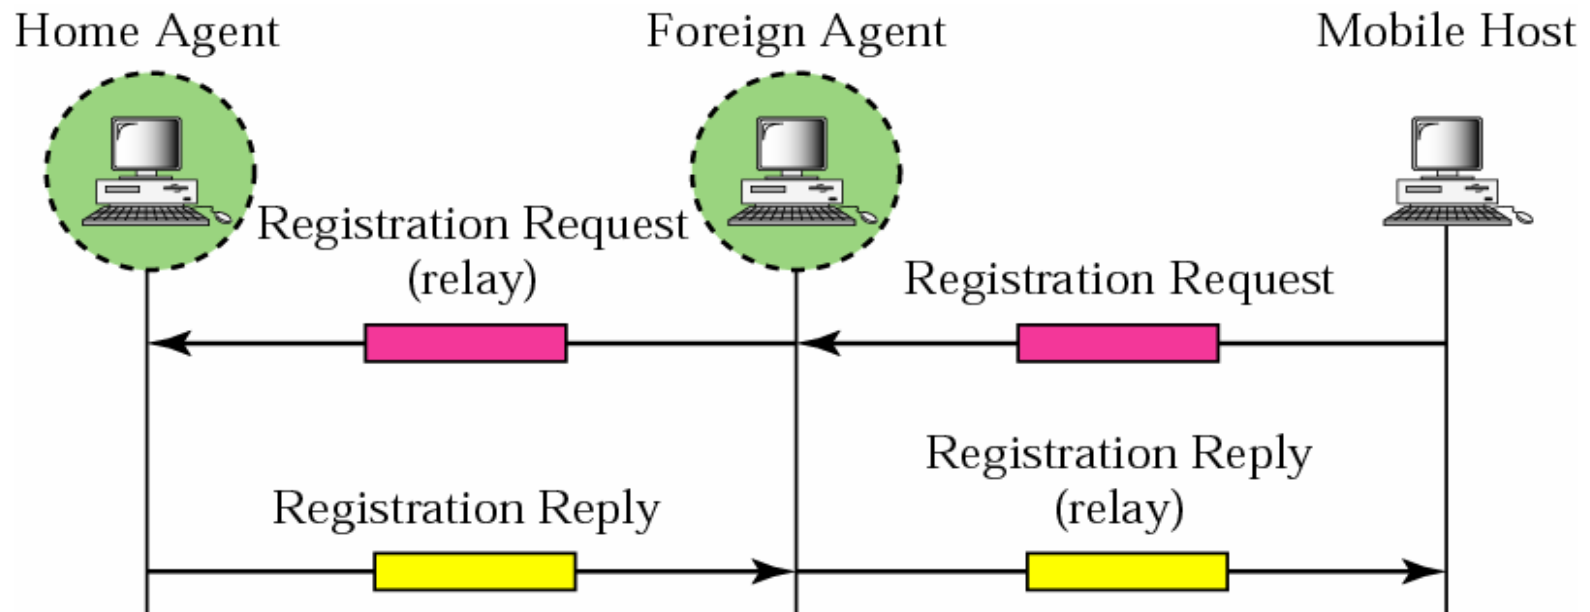 Home Agent
Foreign Agent
Mobile Host
Registration Request
(relay)
Registration Request
Registration Reply
Registration Reply
(relay)